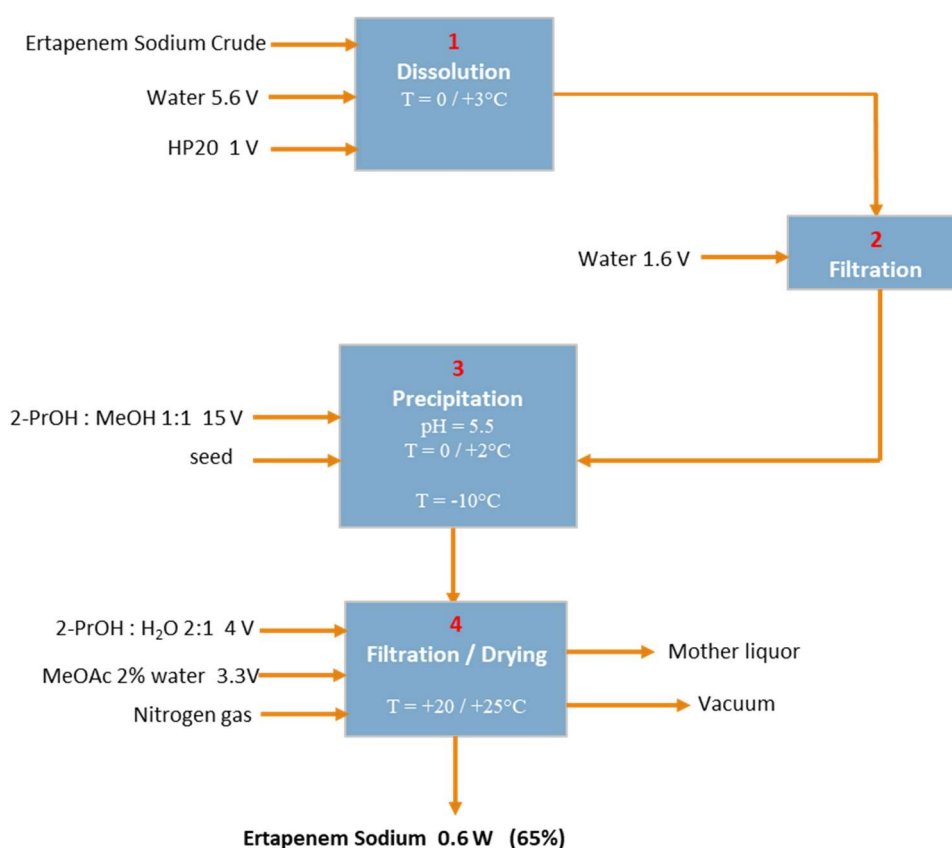 Ertapenem Sodium Crude
Water 5.6 V
HP20 1 V
1
Dissolution
T = 0 / +3°C
Water 1.6 V
2
Filtration
2-PrOH : MeOH 1:1 15 V
seed
3
Precipitation
pH = 5.5
T = 0 / +2°C
T = -10°C
2-PrOH : H₂O 2:1 4 V
MeOAc 2% water 3.3V
Nitrogen gas
4
Filtration / Drying
T = +20 / +25°C
Mother liquor
Vacuum
Ertapenem Sodium 0.6 W (65%)